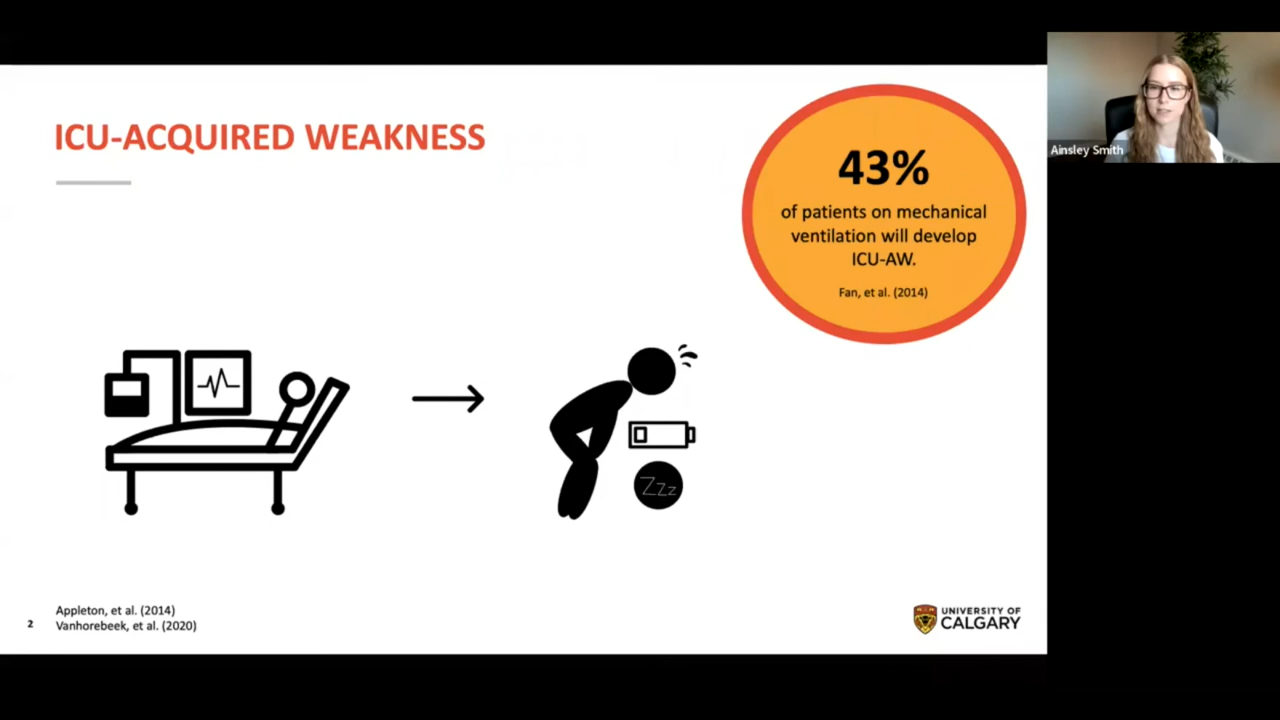 ICU-ACQUIRED WEAKNESS
43%
of patients on mechanical
ventilation will develop
ICU-AW.
Fan, et al. (2014)
Ainsley Smith
Zzz
Appleton, et al. (2014)
Vanhorebeek, et al. (2020)
2
UNIVERSITY OF
CALGARY